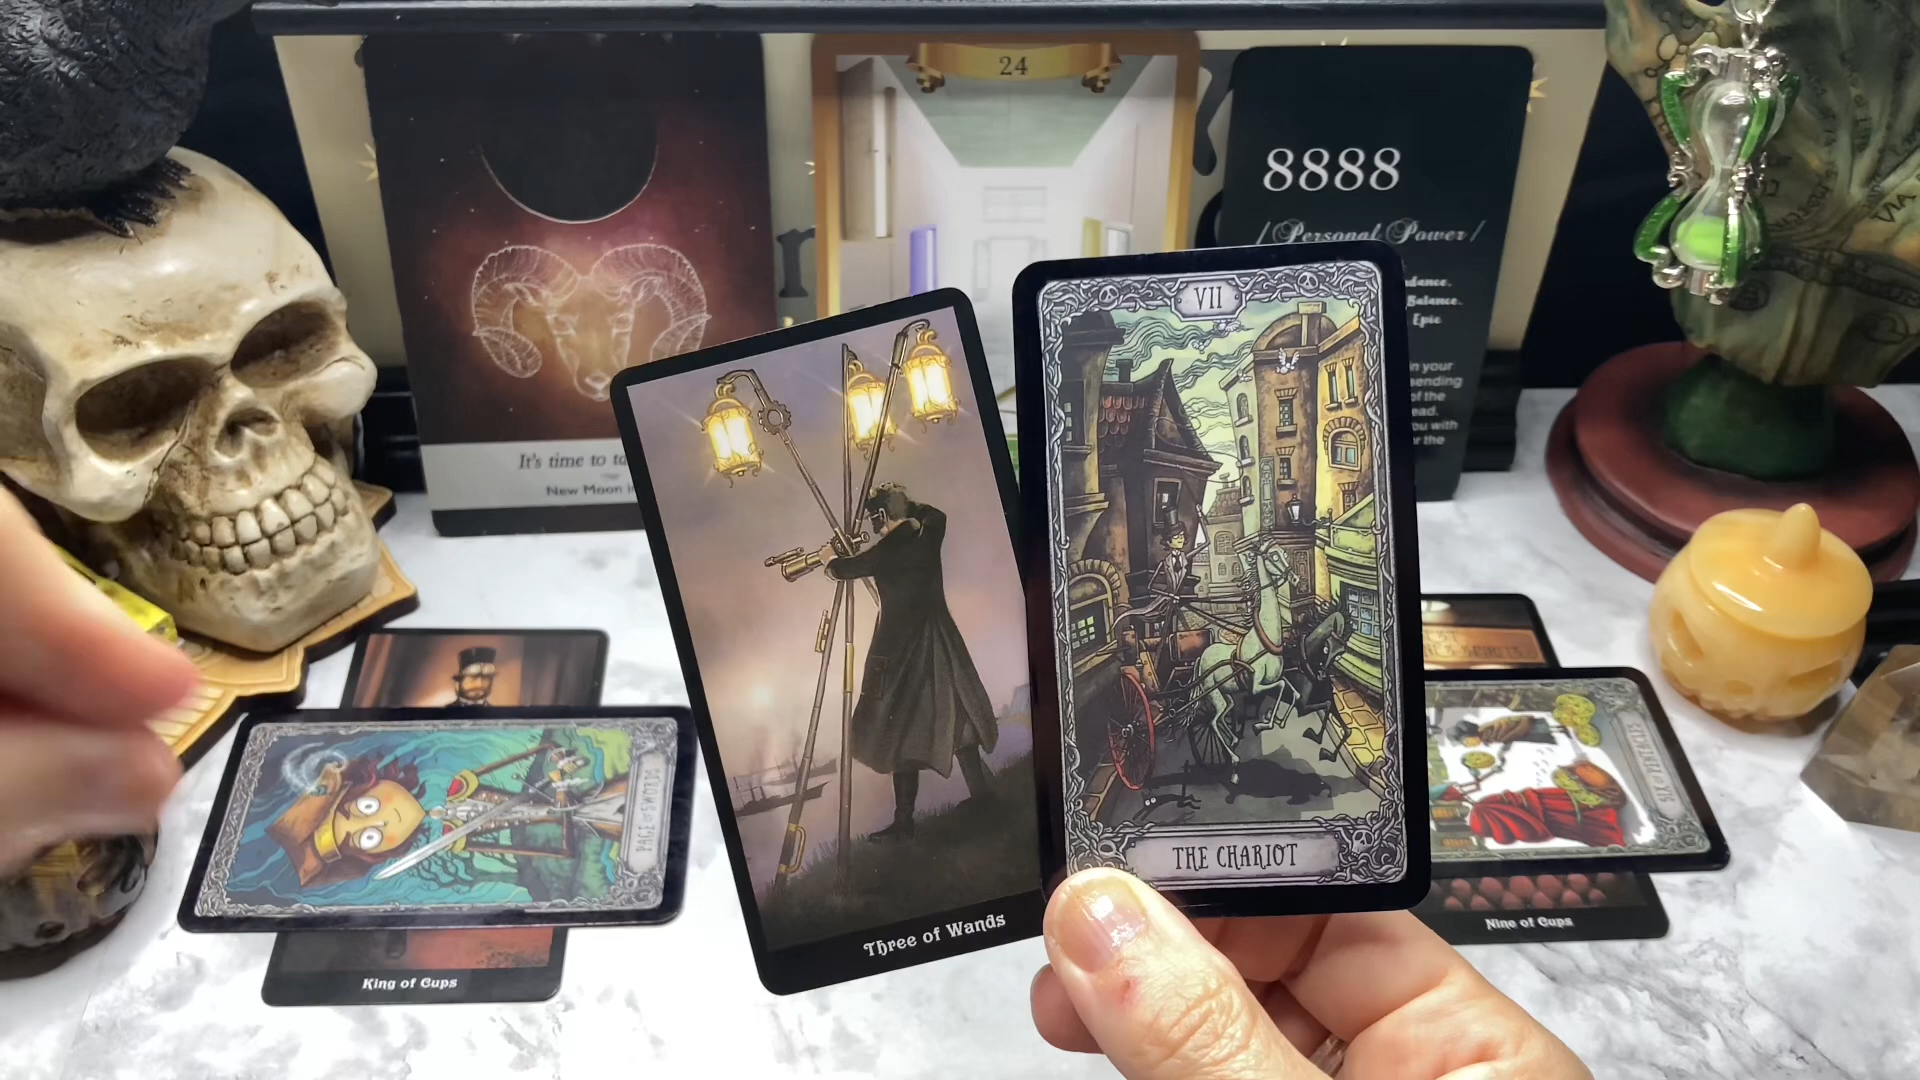 24
8888
/ Personal Power /
Balance.
Epic
n your
sending
of the
ead.
ou with
or the
It's time to ta
New Moon i
VII
THE CHARIOT
Three of Wands
PAGE OF SWORDS
King of Cups
SIX OF PENTACLES
Nine of Cups